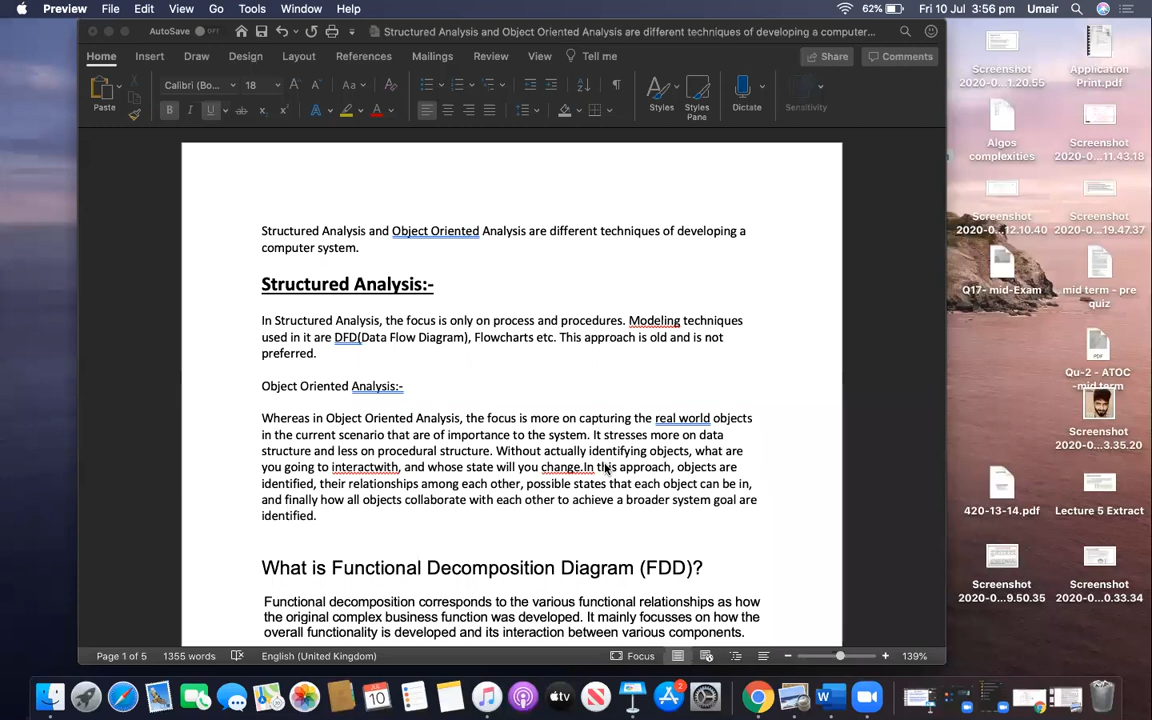 Preview File Edit View Go Tools Window Help 62% Fri 10 Jul 3:56 pm Umair
AutoSave OFF Structured Analysis and Object Oriented Analysis are different techniques of developing a computer...
Home Insert Draw Design Layout References Mailings Review View Tell me Share Comments
Paste Calibri (Bo... 18 Styles Styles Pane Dictate Sensitivity
Structured Analysis and Object Oriented Analysis are different techniques of developing a
computer system.
Structured Analysis:-
In Structured Analysis, the focus is only on process and procedures. Modeling techniques
used in it are DFD(Data Flow Diagram), Flowcharts etc. This approach is old and is not
preferred.
Object Oriented Analysis:-
Whereas in Object Oriented Analysis, the focus is more on capturing the real world objects
in the current scenario that are of importance to the system. It stresses more on data
structure and less on procedural structure. Without actually identifying objects, what are
you going to interactwith, and whose state will you change.In this approach, objects are
identified, their relationships among each other, possible states that each object can be in,
and finally how all objects collaborate with each other to achieve a broader system goal are
identified.
What is Functional Decomposition Diagram (FDD)?
Functional decomposition corresponds to the various functional relationships as how
the original complex business function was developed. It mainly focusses on how the
overall functionality is developed and its interaction between various components.
Page 1 of 5 1355 words English (United Kingdom) Focus 139%
Screenshot
2020-0...1.20.55
Application
Print.pdf
Algos
complexities
Screenshot
2020-0...11.43.18
Screenshot
2020-0...12.10.40
Screenshot
2020-0...19.47.37
Q17- mid-Exam
mid term - pre
quiz
Qu-2 - ATOC
-mid term
Screenshot
2020-0...3.35.20
420-13-14.pdf
Lecture 5 Extract
Screenshot
2020-0...9.50.35
Screenshot
2020-0...0.33.34
JUL
10
tv
2